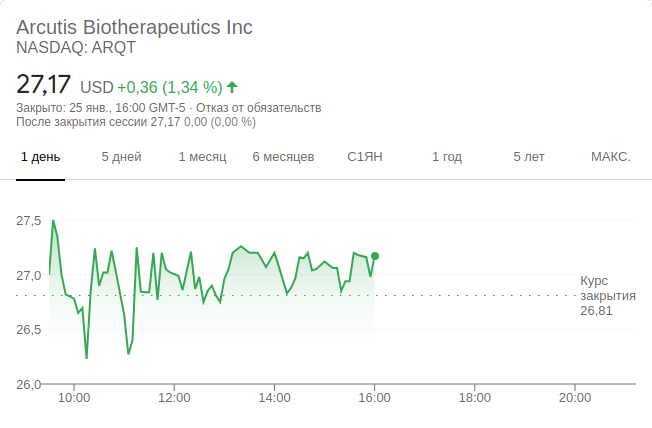 Arcutis Biotherapeutics Inc
NASDAQ: ARQT
27,17 USD +0,36 (1,34 %)
Закрыто: 25 янв., 16:00 GMT-5 · Отказ от обязательств
После закрытия сессии 27,17 0,00 (0,00 %)
1 день 5 дней 1 месяц 6 месяцев С1ЯН 1 год 5 лет МАКС.
27,5
27,0
Курс
закрытия
26,81
26,5
26,0
10:00 12:00 14:00 16:00 18:00 20:00